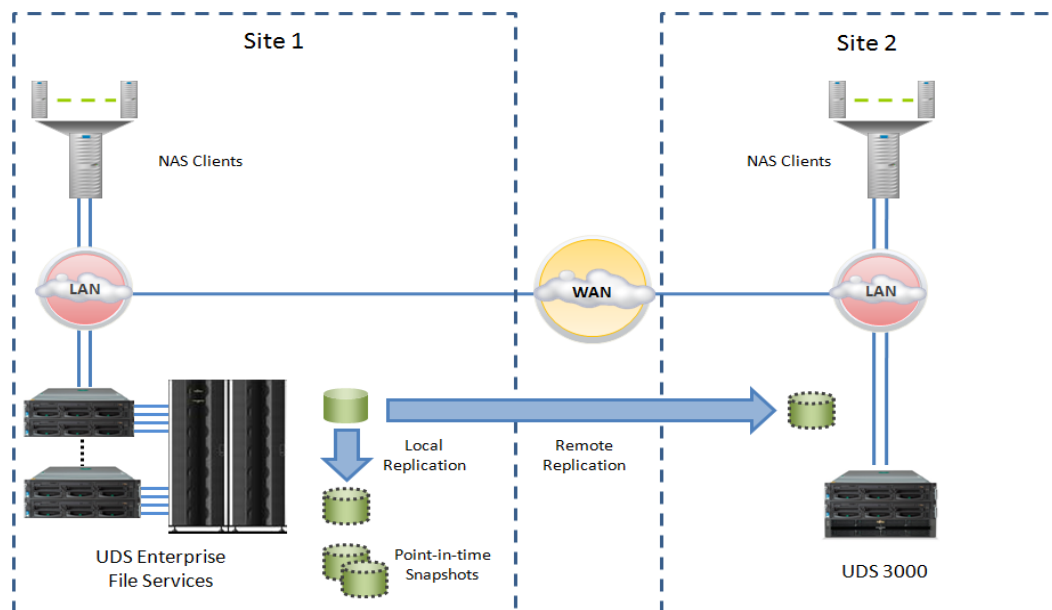 Site 1
Site 2
NAS Clients
NAS Clients
LAN
WAN
LAN
Local
Replication
Remote
Replication
UDS Enterprise
File Services
Point-in-time
Snapshots
UDS 3000